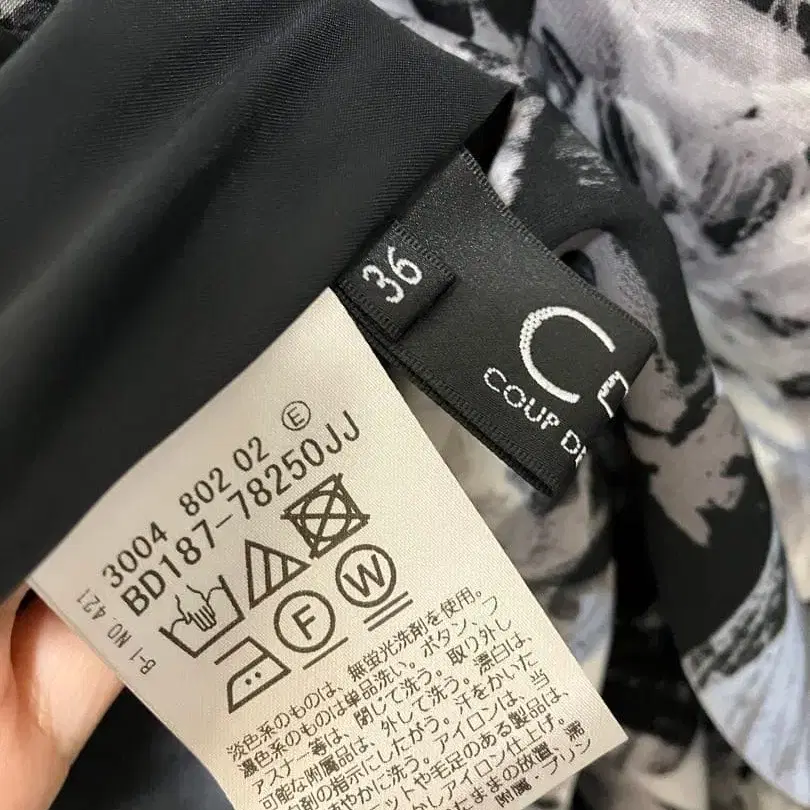 36
COUP DE
3004 802 02 E
BD187-78250JJ
B-1 NO. 421
F
W
淡色系のものは、無蛍光洗剤を使用。
濃色系のものは単品洗い。ボタン、フ
ァスナー等は、閉じて洗う。取り外し
可能な附属品は、外して洗う。漂白は、
剤の指示にしたがう。汗をかいた
やかに洗う。アイロンは、当
ットや毛足のある製品は、
かしアイロン仕上げ。
たままの放置、濡
附属・プリン